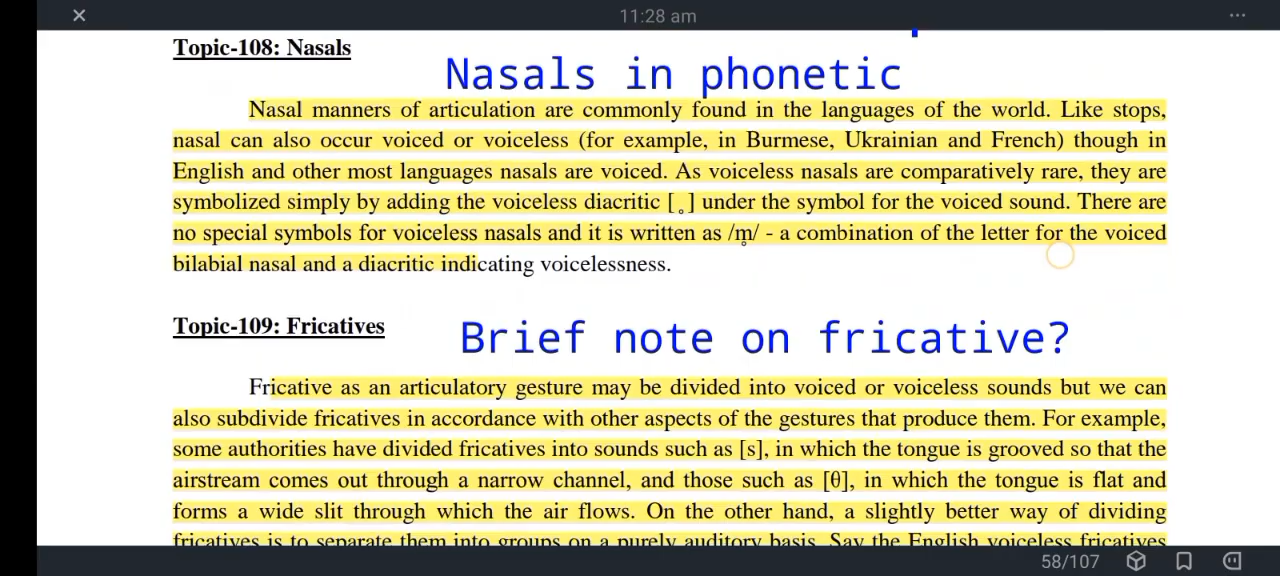 11:28 am
Topic-108: Nasals
Nasals in phonetic
Nasal manners of articulation are commonly found in the languages of the world. Like stops,
nasal can also occur voiced or voiceless (for example, in Burmese, Ukrainian and French) though in
English and other most languages nasals are voiced. As voiceless nasals are comparatively rare, they are
symbolized simply by adding the voiceless diacritic [ ̥ ] under the symbol for the voiced sound. There are
no special symbols for voiceless nasals and it is written as /m̥/ - a combination of the letter for the voiced
bilabial nasal and a diacritic indicating voicelessness.
Topic-109: Fricatives
Brief note on fricative?
Fricative as an articulatory gesture may be divided into voiced or voiceless sounds but we can
also subdivide fricatives in accordance with other aspects of the gestures that produce them. For example,
some authorities have divided fricatives into sounds such as [s], in which the tongue is grooved so that the
airstream comes out through a narrow channel, and those such as [θ], in which the tongue is flat and
forms a wide slit through which the air flows. On the other hand, a slightly better way of dividing
fricatives is to separate them into groups on a purely auditory basis. Say the English voiceless fricatives
58/107